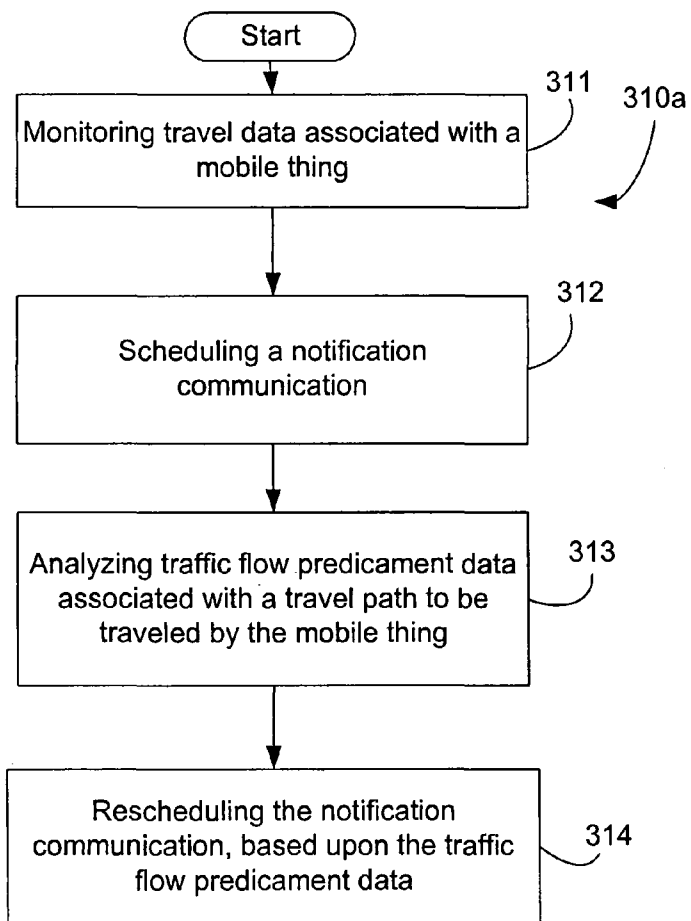 Start
311
310a
Monitoring travel data associated with a
mobile thing
312
Scheduling a notification
communication
313
Analyzing traffic flow predicament data
associated with a travel path to be
traveled by the mobile thing
Rescheduling the notification
communication, based upon the traffic
flow predicament data
314